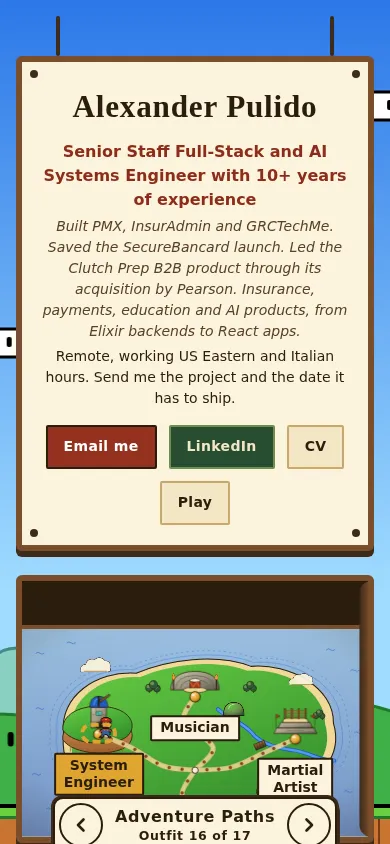 Alexander Pulido
Senior Staff Full-Stack and AI
Systems Engineer with 10+ years
of experience
Built PMX, InsurAdmin and GRCTechMe.
Saved the SecureBancard launch. Led the
Clutch Prep B2B product through its
acquisition by Pearson. Insurance,
payments, education and AI products, from
Elixir backends to React apps.
Remote, working US Eastern and Italian
hours. Send me the project and the date it
has to ship.
Email me
LinkedIn
CV
Play
Musician
System
Engineer
Martial
Artist
Adventure Paths
Outfit 16 of 17